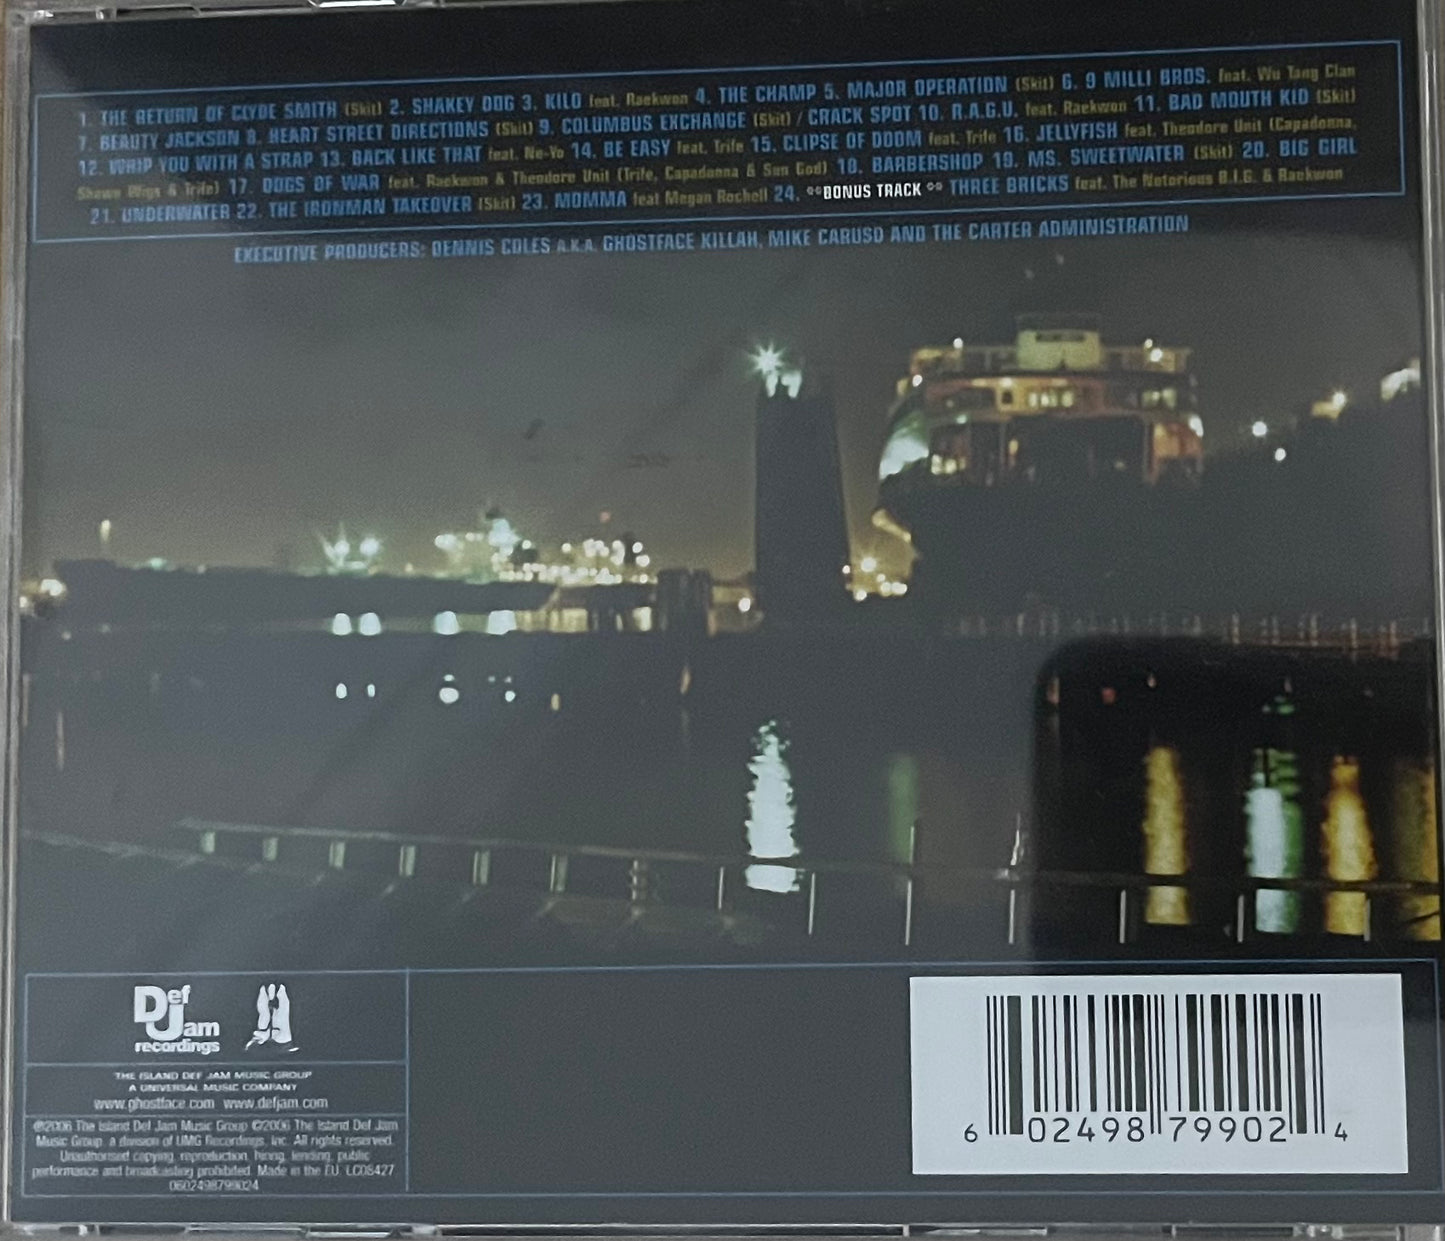 1. THE RETURN OF CLYDE SMITH (Skit) 2. SHAKEY DOG 3. KILO feat. Raekwon 4. THE CHAMP 5. MAJOR OPERATION (Skit) 6. 9 MILLI BROS. feat. Wu Tang Clan
7. BEAUTY JACKSON 8. HEART STREET DIRECTIONS (Skit) 9. COLUMBUS EXCHANGE (Skit) / CRACK SPOT 10. R.A.G.U. feat. Raekwon 11. BAD MOUTH KID (Skit)
12. WHIP YOU WITH A STRAP 13. BACK LIKE THAT feat. Ne-Yo 14. BE EASY feat. Trife 15. CLIPSE OF DOOM feat. Trife 16. JELLYFISH feat. Theodore Unit (Capadonna,
Shawn Wigs & Trife) 17. DOGS OF WAR feat. Raekwon & Theodore Unit (Trife, Capadonna & Sun God) 18. BARBERSHOP 19. MS. SWEETWATER (Skit) 20. BIG GIRL
21. UNDERWATER 22. THE IRONMAN TAKEOVER (Skit) 23. MOMMA feat Megan Rochell 24. **BONUS TRACK ** THREE BRICKS feat. The Notorious B.I.G. & Raekwon
EXECUTIVE PRODUCERS: DENNIS COLES A.K.A. GHOSTFACE KILLAH, MIKE CARUSO AND THE CARTER ADMINISTRATION
Def
Jam
recordings
THE ISLAND DEF JAM MUSIC GROUP
A UNIVERSAL MUSIC COMPANY
www.ghostface.com www.defjam.com
℗2006 The Island Def Jam Music Group ©2006 The Island Def Jam
Music Group, a division of UMG Recordings, Inc. All rights reserved.
Unauthorised copying, reproduction, hiring, lending, public
performance and broadcasting prohibited. Made in the EU. LC06427
0602498799024
6 02498 79902 4